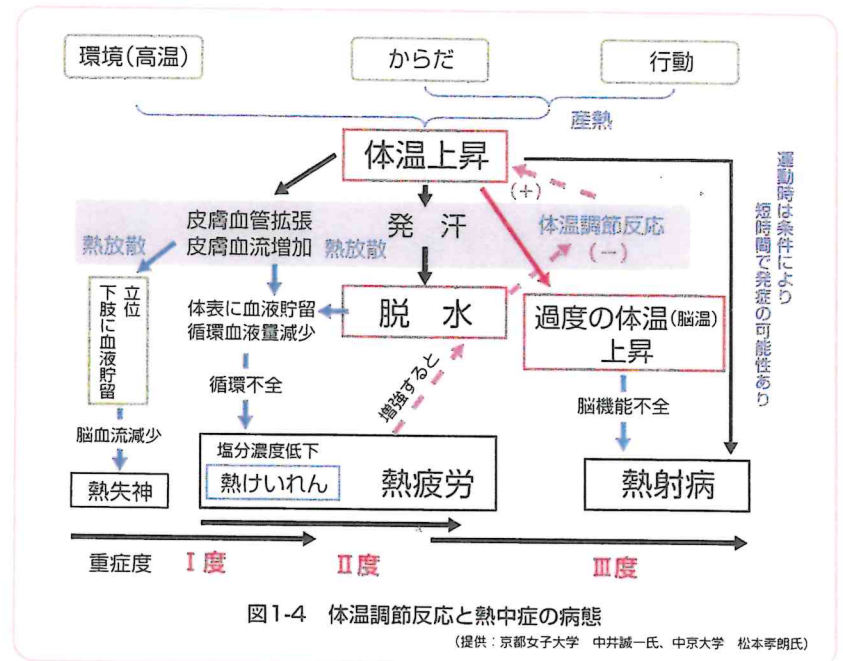 環境(高温)
からだ
行動
産熱
体温上昇
(+)
運動時は条件により
短時間で発症の可能性あり
皮膚血管拡張
皮膚血流増加
熱放散
発 汗
熱放散
体温調節反応
(-)
立位
下肢に血液貯留
体表に血液貯留
循環血液量減少
脱 水
過度の体温(脳温)
上昇
循環不全
増強すると
脳機能不全
脳血流減少
塩分濃度低下
熱けいれん
熱疲労
熱失神
熱射病
重症度
Ⅰ度
Ⅱ度
Ⅲ度
図1-4 体温調節反応と熱中症の病態
(提供:京都女子大学 中井誠一氏、中京大学 松本孝朗氏)